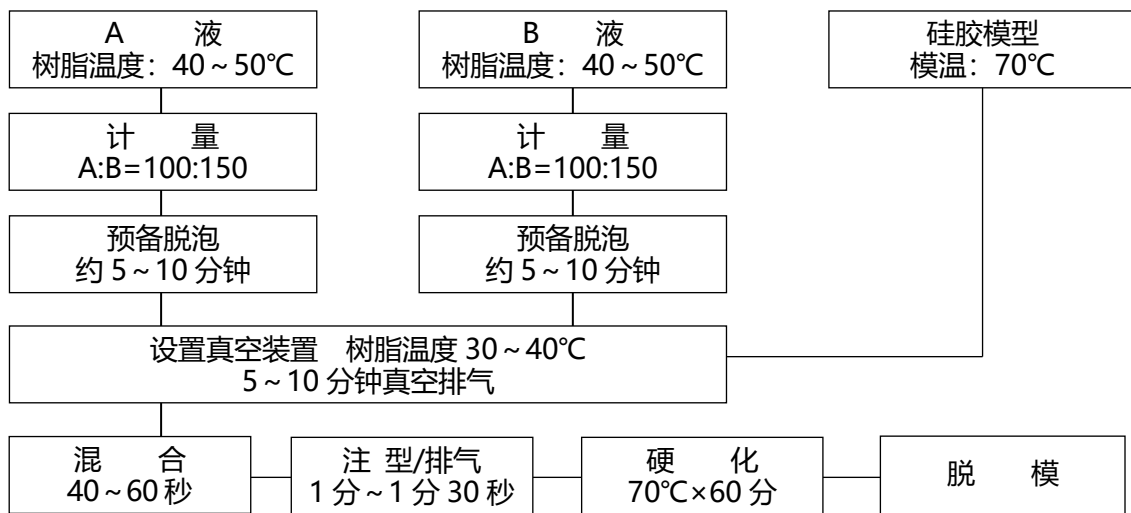 A 液
树脂温度：40～50℃
B 液
树脂温度：40～50℃
硅胶模型
模温：70℃
计 量
A:B=100:150
计 量
A:B=100:150
预备脱泡
约 5～10 分钟
预备脱泡
约 5～10 分钟
设置真空装置 树脂温度 30～40℃
5～10 分钟真空排气
混 合
40～60 秒
注 型/排气
1 分～1 分 30 秒
硬 化
70℃×60 分
脱 模